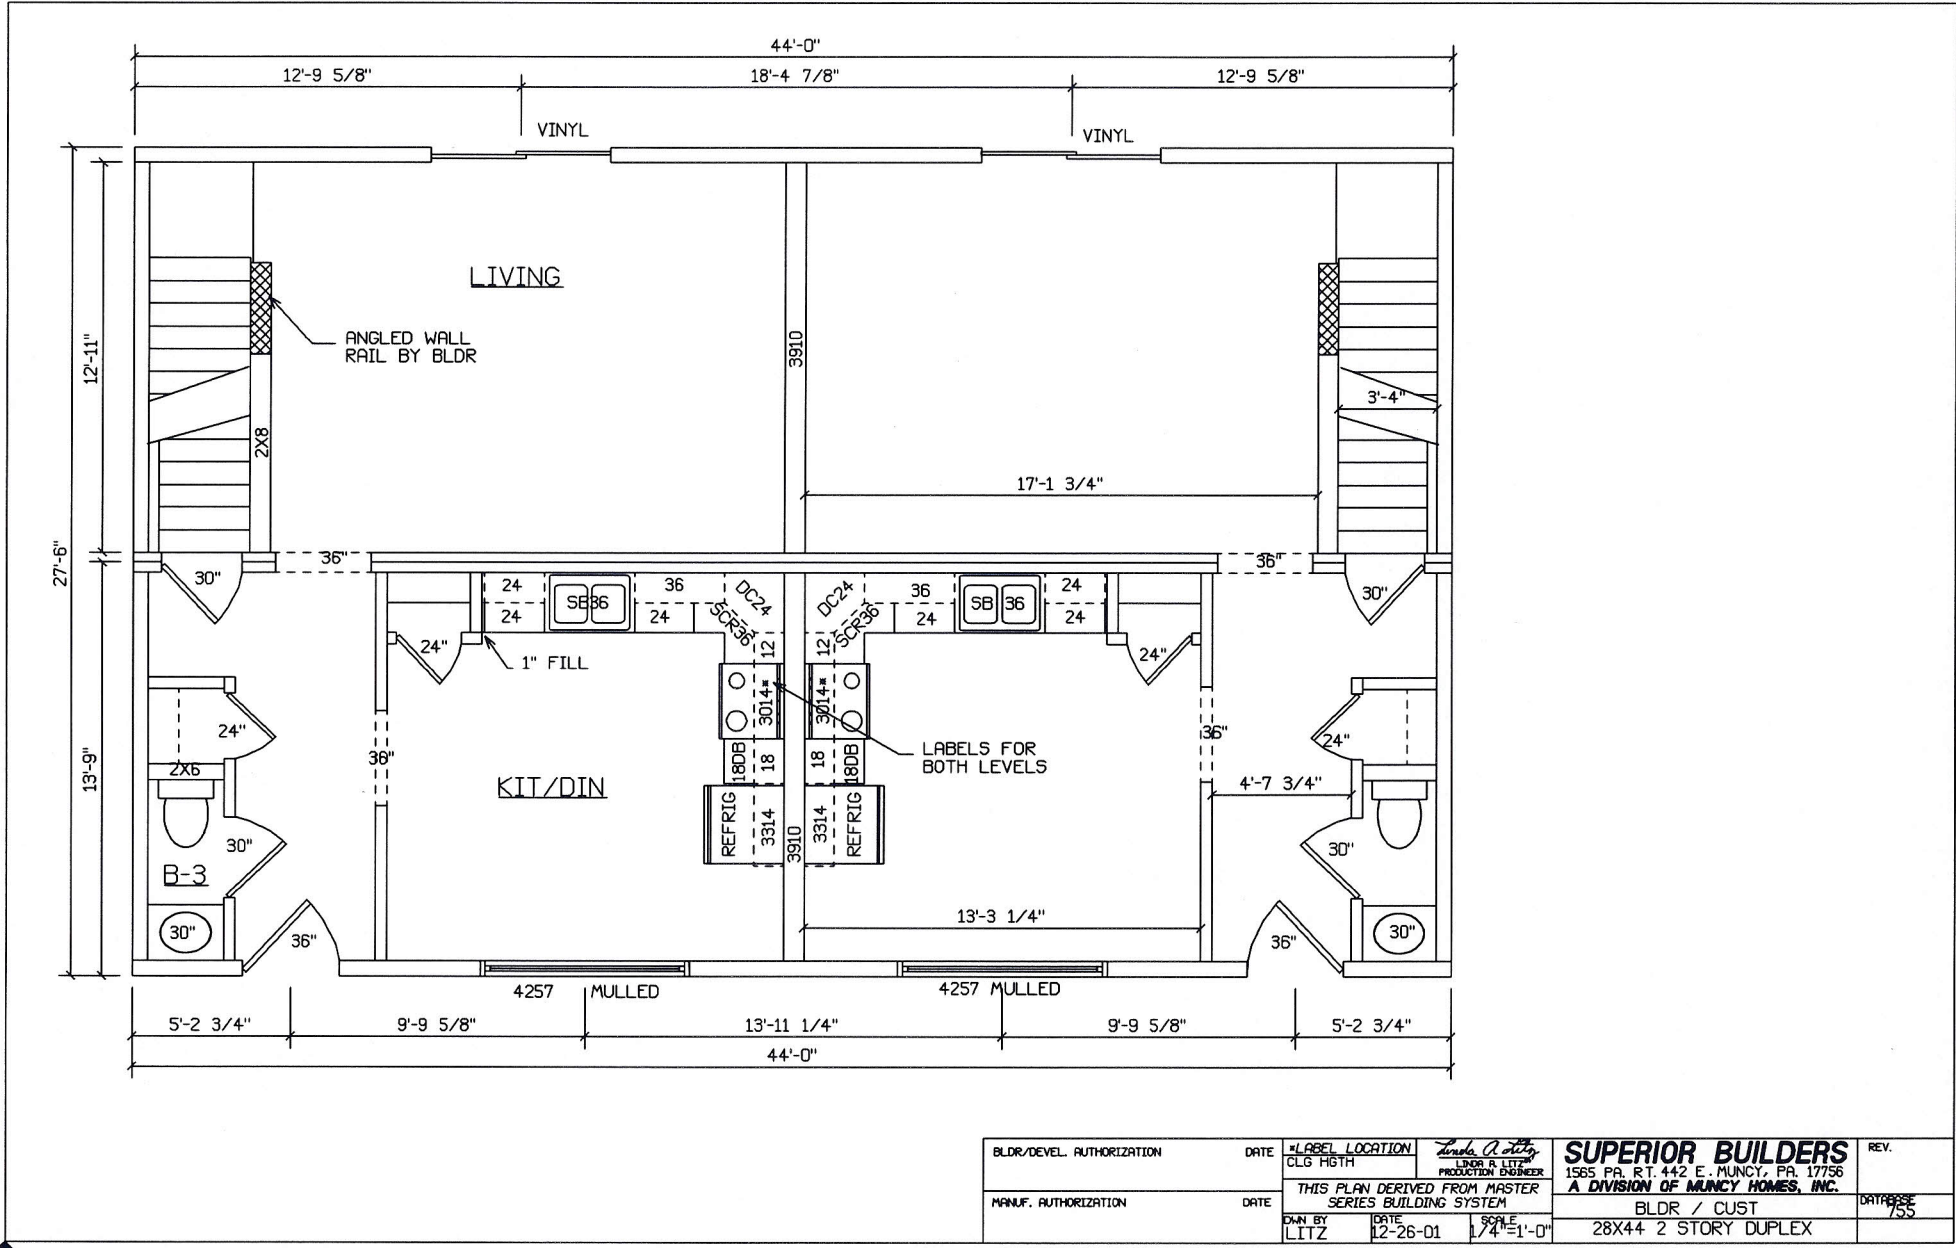 44'-0"
12'-9 5/8" 18'-4 7/8" 12'-9 5/8"
VINYL VINYL
LIVING
ANGLED WALL
RAIL BY BLDR
12'-11"
3910
3'-4"
2X8
17'-1 3/4"
27'-6"
36" 36"
30" 24 SB36 36 DC24 DC24 36 SB 36 24 30"
24 24 SCR36 SCR36 24 24
24" 12 12 24"
1" FILL
3014* 3014*
24" 36" 36" 24"
LABELS FOR
BOTH LEVELS
2X6 18DB 18 18 18DB
13'-9" KIT/DIN 4'-7 3/4"
REFRIG 3314 3910 3314 REFRIG
30" 30"
B-3
13'-3 1/4"
30" 36" 36" 30"
4257 MULLED 4257 MULLED
5'-2 3/4" 9'-9 5/8" 13'-11 1/4" 9'-9 5/8" 5'-2 3/4"
44'-0"
BLDR/DEVEL. AUTHORIZATION DATE
MANUF. AUTHORIZATION DATE
*LABEL LOCATION
CLG HGTH
Linda A Litz
LINDA A. LITZ
PRODUCTION ENGINEER
THIS PLAN DERIVED FROM MASTER
SERIES BUILDING SYSTEM
DWN BY
LITZ
DATE
12-26-01
SCALE
1/4"=1'-0"
SUPERIOR BUILDERS
1565 PA. RT. 442 E. MUNCY, PA. 17756
A DIVISION OF MUNCY HOMES, INC.
BLDR / CUST
28X44 2 STORY DUPLEX
REV.
DATABASE
755